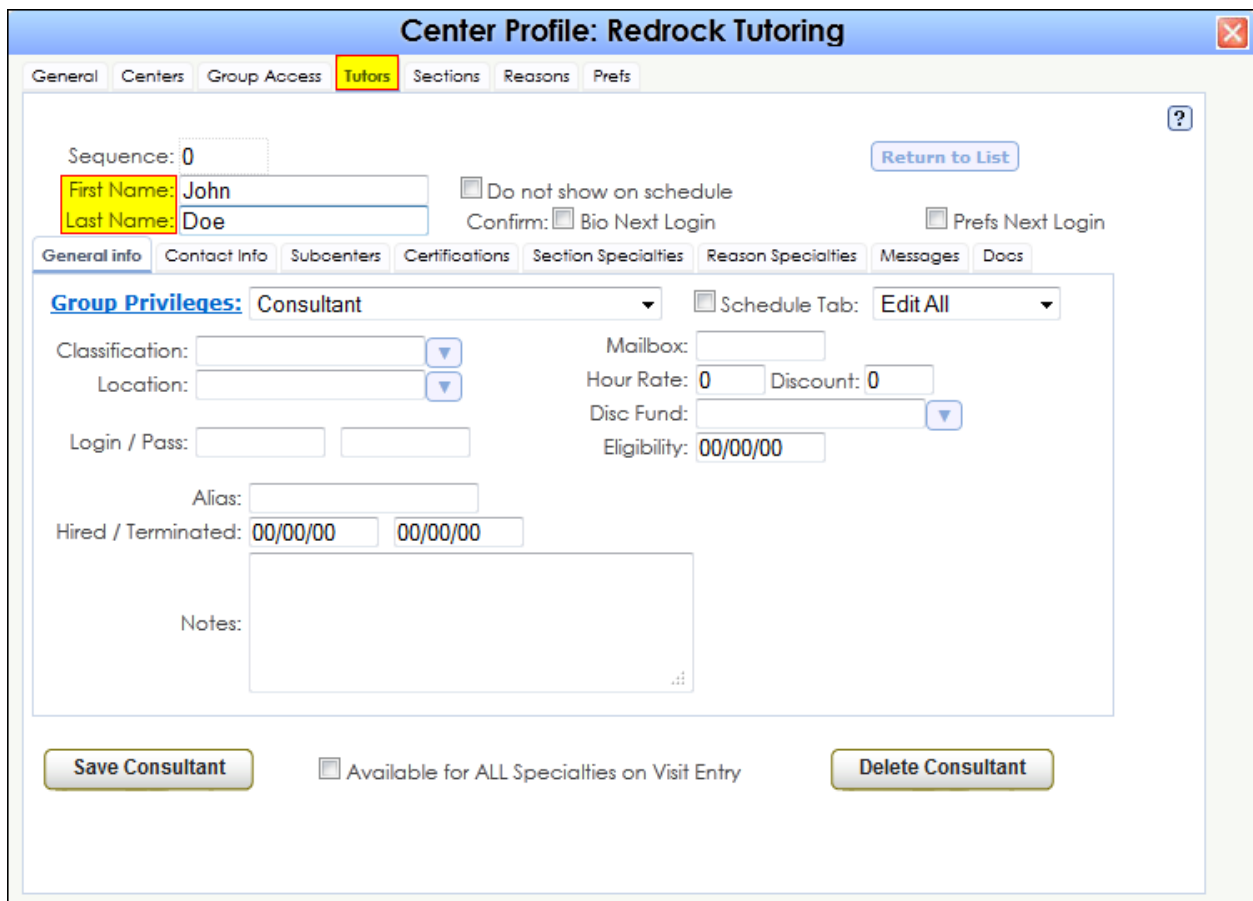 Center Profile: Redrock Tutoring
General Centers Group Access Tutors Sections Reasons Prefs
?
Sequence: 0 Return to List
First Name: John Do not show on schedule
Last Name: Doe Confirm: Bio Next Login Prefs Next Login
General info Contact Info Subcenters Certifications Section Specialties Reason Specialties Messages Docs
Group Privileges: Consultant Schedule Tab: Edit All
Classification: Mailbox:
Location: Hour Rate: 0 Discount: 0
Disc Fund:
Login / Pass: Eligibility: 00/00/00
Alias:
Hired / Terminated: 00/00/00 00/00/00
Notes:
Save Consultant Available for ALL Specialties on Visit Entry Delete Consultant